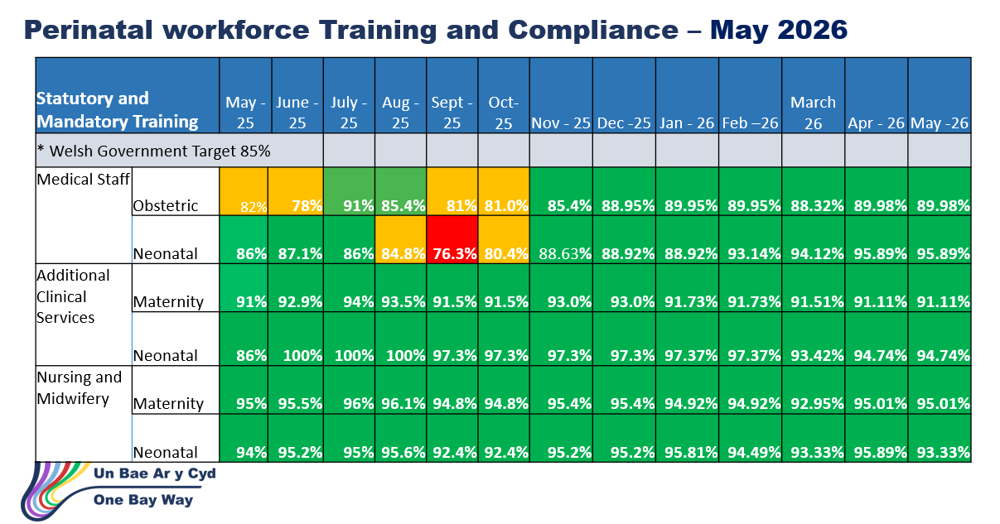 Perinatal workforce Training and Compliance – May 2026
Statutory and Mandatory Training May - 25 June - 25 July - 25 Aug - 25 Sept - 25 Oct- 25 Nov - 25 Dec -25 Jan - 26 Feb –26 March 26 Apr - 26 May -26
* Welsh Government Target 85%
Medical Staff
Obstetric 82% 78% 91% 85.4% 81% 81.0% 85.4% 88.95% 89.95% 89.95% 88.32% 89.98% 89.98%
Neonatal 86% 87.1% 86% 84.8% 76.3% 80.4% 88.63% 88.92% 88.92% 93.14% 94.12% 95.89% 95.89%
Additional Clinical Services
Maternity 91% 92.9% 94% 93.5% 91.5% 91.5% 93.0% 93.0% 91.73% 91.73% 91.51% 91.11% 91.11%
Neonatal 86% 100% 100% 100% 97.3% 97.3% 97.3% 97.3% 97.37% 97.37% 93.42% 94.74% 94.74%
Nursing and Midwifery
Maternity 95% 95.5% 96% 96.1% 94.8% 94.8% 95.4% 95.4% 94.92% 94.92% 92.95% 95.01% 95.01%
Neonatal 94% 95.2% 95% 95.6% 92.4% 92.4% 95.2% 95.2% 95.81% 94.49% 93.33% 95.89% 93.33%
Un Bae Ar y Cyd
One Bay Way